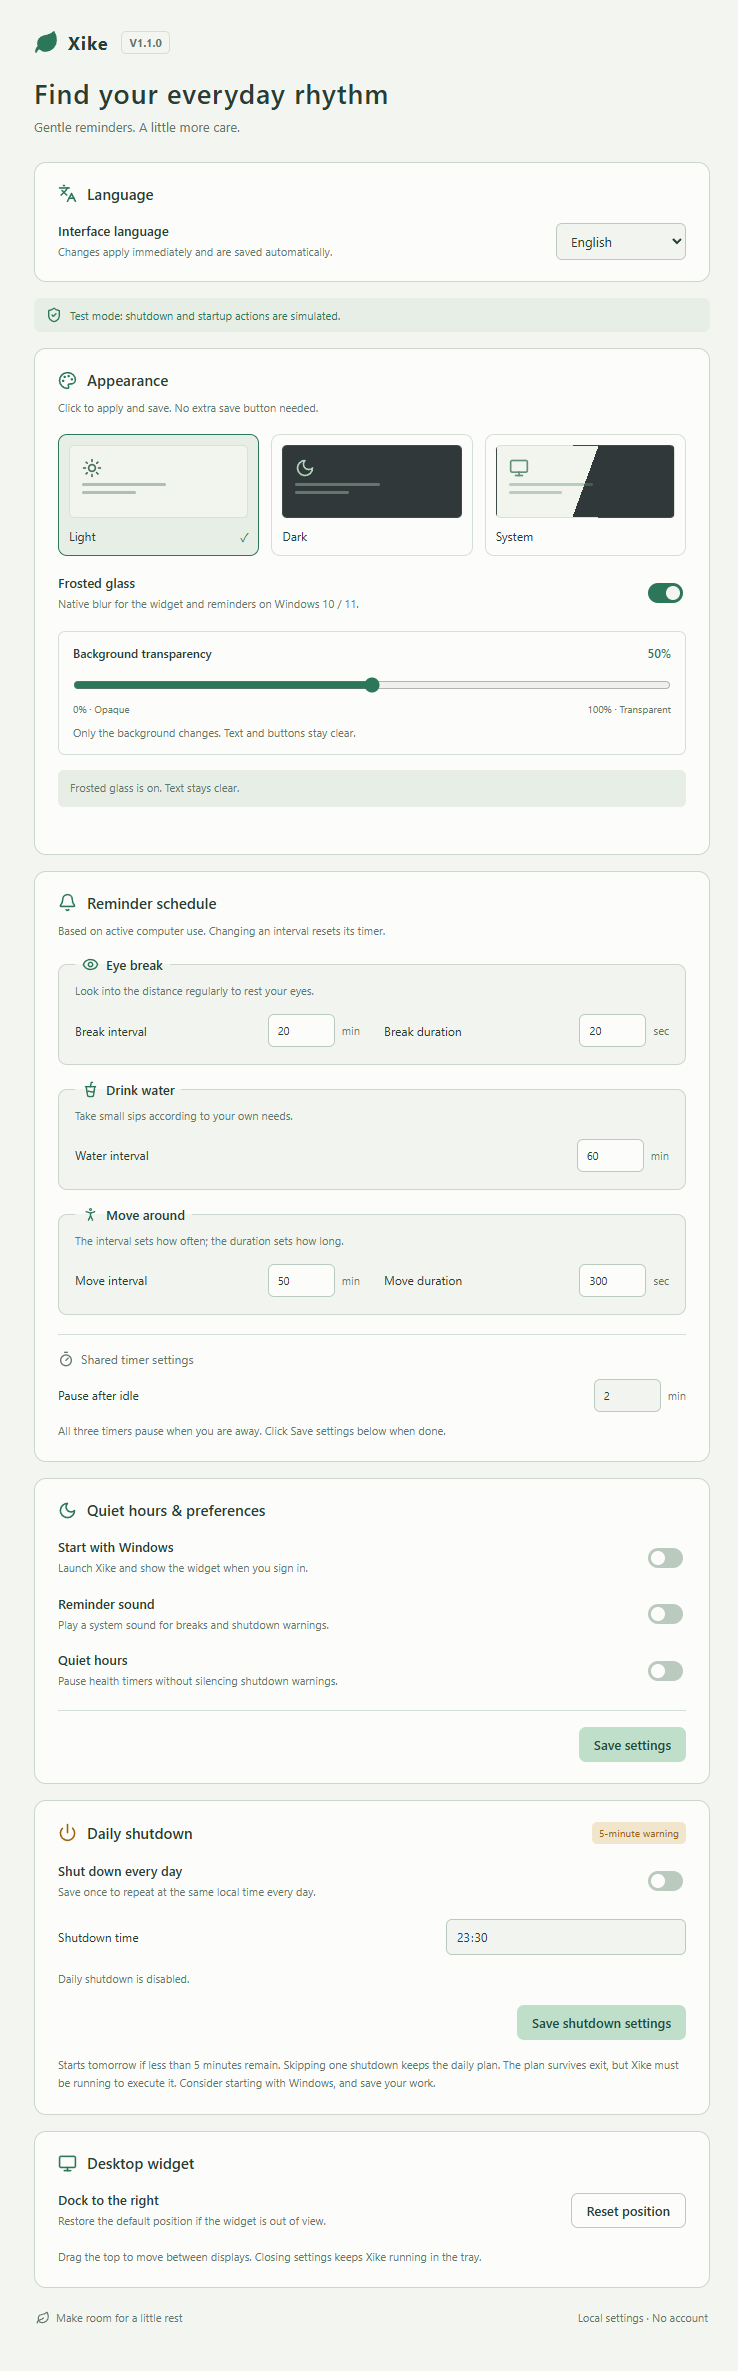 Xike V1.1.0
Find your everyday rhythm
Gentle reminders. A little more care.
Language
Interface language
Changes apply immediately and are saved automatically.
English
Test mode: shutdown and startup actions are simulated.
Appearance
Click to apply and save. No extra save button needed.
Light ✓
Dark
System
Frosted glass
Native blur for the widget and reminders on Windows 10 / 11.
Background transparency 50%
0% · Opaque 100% · Transparent
Only the background changes. Text and buttons stay clear.
Frosted glass is on. Text stays clear.
Reminder schedule
Based on active computer use. Changing an interval resets its timer.
Eye break
Look into the distance regularly to rest your eyes.
Break interval 20 min Break duration 20 sec
Drink water
Take small sips according to your own needs.
Water interval 60 min
Move around
The interval sets how often; the duration sets how long.
Move interval 50 min Move duration 300 sec
Shared timer settings
Pause after idle 2 min
All three timers pause when you are away. Click Save settings below when done.
Quiet hours & preferences
Start with Windows
Launch Xike and show the widget when you sign in.
Reminder sound
Play a system sound for breaks and shutdown warnings.
Quiet hours
Pause health timers without silencing shutdown warnings.
Save settings
Daily shutdown 5-minute warning
Shut down every day
Save once to repeat at the same local time every day.
Shutdown time 23:30
Daily shutdown is disabled.
Save shutdown settings
Starts tomorrow if less than 5 minutes remain. Skipping one shutdown keeps the daily plan. The plan survives exit, but Xike must
be running to execute it. Consider starting with Windows, and save your work.
Desktop widget
Dock to the right
Restore the default position if the widget is out of view.
Reset position
Drag the top to move between displays. Closing settings keeps Xike running in the tray.
Make room for a little rest Local settings · No account